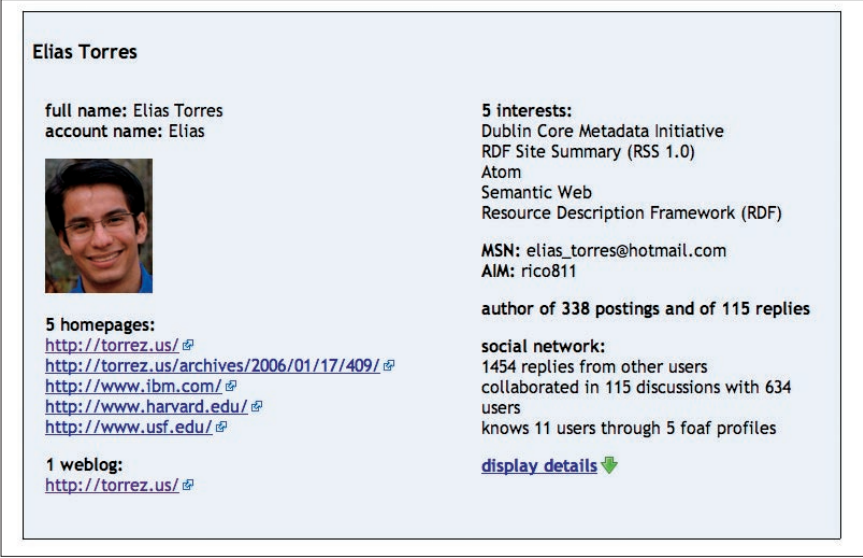 Elias Torres
full name: Elias Torres
account name: Elias
5 homepages:
http://torrez.us/
http://torrez.us/archives/2006/01/17/409/
http://www.ibm.com/
http://www.harvard.edu/
http://www.usf.edu/
1 weblog:
http://torrez.us/
5 interests:
Dublin Core Metadata Initiative
RDF Site Summary (RSS 1.0)
Atom
Semantic Web
Resource Description Framework (RDF)
MSN: elias_torres@hotmail.com
AIM: rico811
author of 338 postings and of 115 replies
social network:
1454 replies from other users
collaborated in 115 discussions with 634
users
knows 11 users through 5 foaf profiles
display details